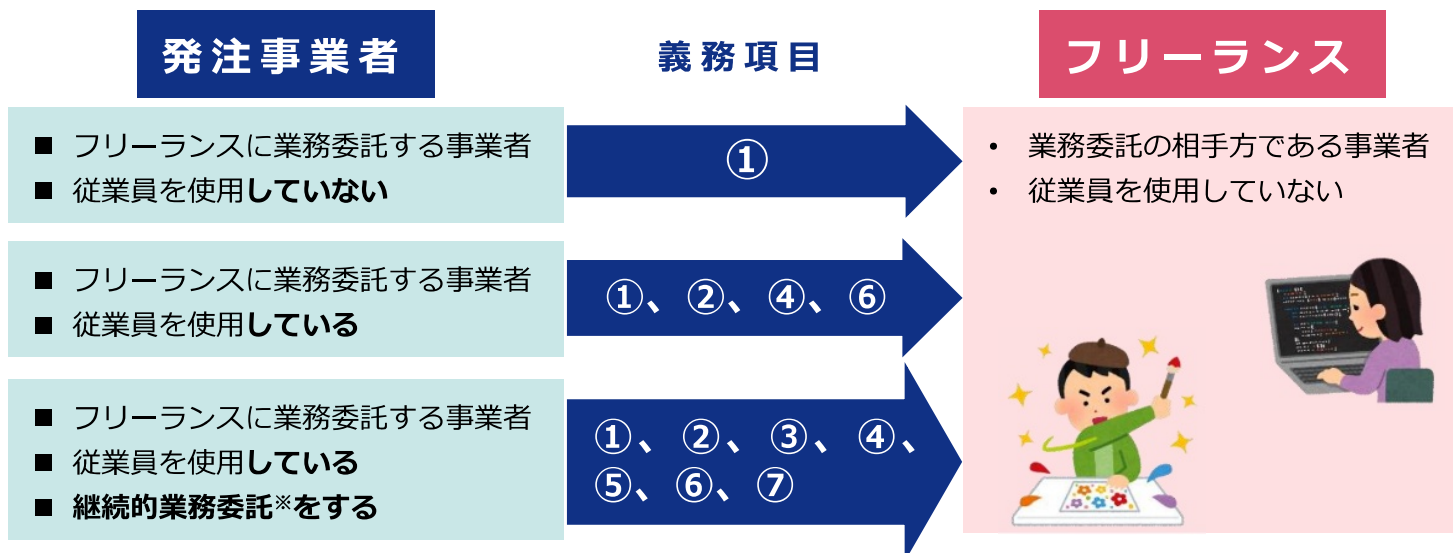 発注事業者
義務項目
フリーランス
■ フリーランスに業務委託する事業者
■ 従業員を使用していない
①
■ フリーランスに業務委託する事業者
■ 従業員を使用している
①、②、④、⑥
■ フリーランスに業務委託する事業者
■ 従業員を使用している
■ 継続的業務委託※をする
①、②、③、④、
⑤、⑥、⑦
• 業務委託の相手方である事業者
• 従業員を使用していない